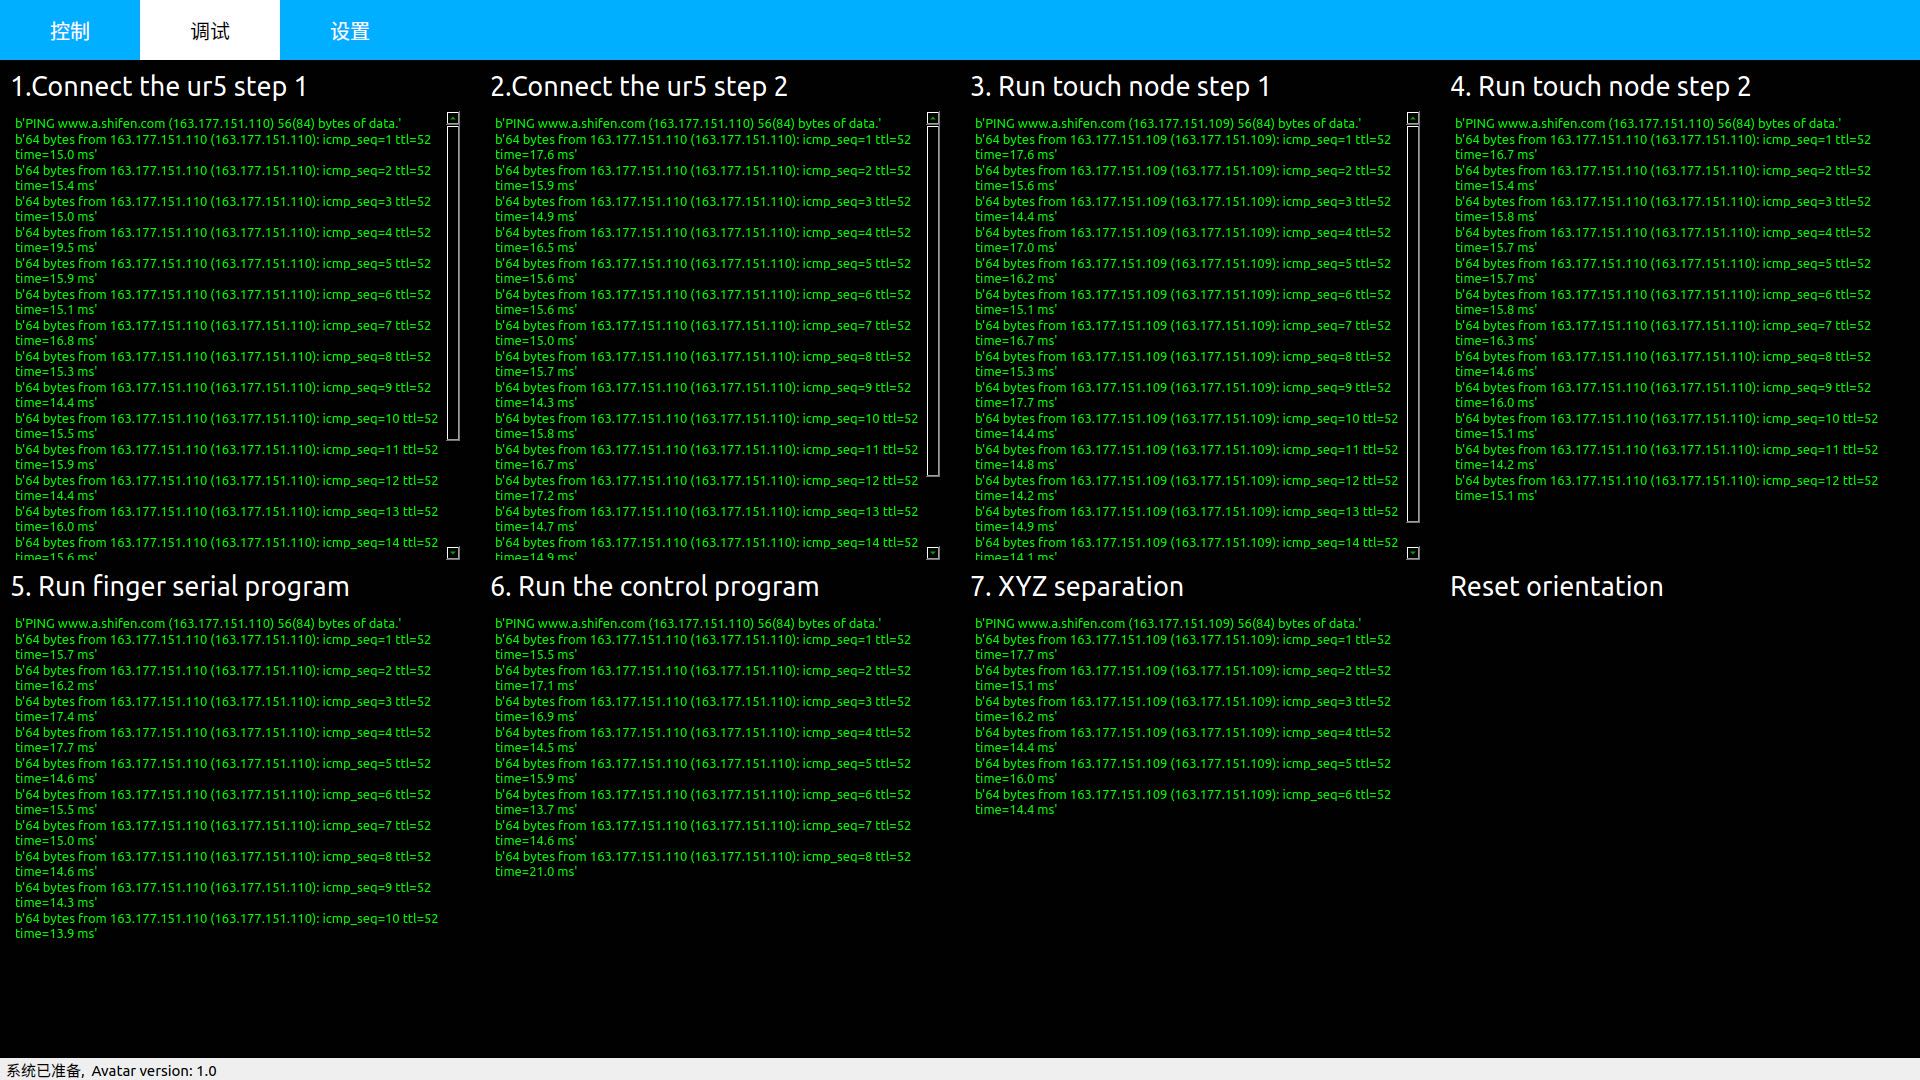 控制
调试
设置
1.Connect the ur5 step 1
b'PING www.a.shifen.com (163.177.151.110) 56(84) bytes of data.'
b'64 bytes from 163.177.151.110 (163.177.151.110): icmp_seq=1 ttl=52
time=15.0 ms'
b'64 bytes from 163.177.151.110 (163.177.151.110): icmp_seq=2 ttl=52
time=15.4 ms'
b'64 bytes from 163.177.151.110 (163.177.151.110): icmp_seq=3 ttl=52
time=15.0 ms'
b'64 bytes from 163.177.151.110 (163.177.151.110): icmp_seq=4 ttl=52
time=19.5 ms'
b'64 bytes from 163.177.151.110 (163.177.151.110): icmp_seq=5 ttl=52
time=15.9 ms'
b'64 bytes from 163.177.151.110 (163.177.151.110): icmp_seq=6 ttl=52
time=15.1 ms'
b'64 bytes from 163.177.151.110 (163.177.151.110): icmp_seq=7 ttl=52
time=16.8 ms'
b'64 bytes from 163.177.151.110 (163.177.151.110): icmp_seq=8 ttl=52
time=15.3 ms'
b'64 bytes from 163.177.151.110 (163.177.151.110): icmp_seq=9 ttl=52
time=14.4 ms'
b'64 bytes from 163.177.151.110 (163.177.151.110): icmp_seq=10 ttl=52
time=15.5 ms'
b'64 bytes from 163.177.151.110 (163.177.151.110): icmp_seq=11 ttl=52
time=15.9 ms'
b'64 bytes from 163.177.151.110 (163.177.151.110): icmp_seq=12 ttl=52
time=14.4 ms'
b'64 bytes from 163.177.151.110 (163.177.151.110): icmp_seq=13 ttl=52
time=16.0 ms'
b'64 bytes from 163.177.151.110 (163.177.151.110): icmp_seq=14 ttl=52
time=15.6 ms'
2.Connect the ur5 step 2
b'PING www.a.shifen.com (163.177.151.110) 56(84) bytes of data.'
b'64 bytes from 163.177.151.110 (163.177.151.110): icmp_seq=1 ttl=52
time=17.6 ms'
b'64 bytes from 163.177.151.110 (163.177.151.110): icmp_seq=2 ttl=52
time=15.9 ms'
b'64 bytes from 163.177.151.110 (163.177.151.110): icmp_seq=3 ttl=52
time=14.9 ms'
b'64 bytes from 163.177.151.110 (163.177.151.110): icmp_seq=4 ttl=52
time=16.5 ms'
b'64 bytes from 163.177.151.110 (163.177.151.110): icmp_seq=5 ttl=52
time=15.6 ms'
b'64 bytes from 163.177.151.110 (163.177.151.110): icmp_seq=6 ttl=52
time=15.6 ms'
b'64 bytes from 163.177.151.110 (163.177.151.110): icmp_seq=7 ttl=52
time=15.0 ms'
b'64 bytes from 163.177.151.110 (163.177.151.110): icmp_seq=8 ttl=52
time=15.7 ms'
b'64 bytes from 163.177.151.110 (163.177.151.110): icmp_seq=9 ttl=52
time=14.3 ms'
b'64 bytes from 163.177.151.110 (163.177.151.110): icmp_seq=10 ttl=52
time=15.8 ms'
b'64 bytes from 163.177.151.110 (163.177.151.110): icmp_seq=11 ttl=52
time=16.7 ms'
b'64 bytes from 163.177.151.110 (163.177.151.110): icmp_seq=12 ttl=52
time=17.2 ms'
b'64 bytes from 163.177.151.110 (163.177.151.110): icmp_seq=13 ttl=52
time=14.7 ms'
b'64 bytes from 163.177.151.110 (163.177.151.110): icmp_seq=14 ttl=52
time=14.9 ms'
3. Run touch node step 1
b'PING www.a.shifen.com (163.177.151.109) 56(84) bytes of data.'
b'64 bytes from 163.177.151.109 (163.177.151.109): icmp_seq=1 ttl=52
time=17.6 ms'
b'64 bytes from 163.177.151.109 (163.177.151.109): icmp_seq=2 ttl=52
time=15.6 ms'
b'64 bytes from 163.177.151.109 (163.177.151.109): icmp_seq=3 ttl=52
time=14.4 ms'
b'64 bytes from 163.177.151.109 (163.177.151.109): icmp_seq=4 ttl=52
time=17.0 ms'
b'64 bytes from 163.177.151.109 (163.177.151.109): icmp_seq=5 ttl=52
time=16.2 ms'
b'64 bytes from 163.177.151.109 (163.177.151.109): icmp_seq=6 ttl=52
time=15.1 ms'
b'64 bytes from 163.177.151.109 (163.177.151.109): icmp_seq=7 ttl=52
time=16.7 ms'
b'64 bytes from 163.177.151.109 (163.177.151.109): icmp_seq=8 ttl=52
time=15.3 ms'
b'64 bytes from 163.177.151.109 (163.177.151.109): icmp_seq=9 ttl=52
time=17.7 ms'
b'64 bytes from 163.177.151.109 (163.177.151.109): icmp_seq=10 ttl=52
time=14.4 ms'
b'64 bytes from 163.177.151.109 (163.177.151.109): icmp_seq=11 ttl=52
time=14.8 ms'
b'64 bytes from 163.177.151.109 (163.177.151.109): icmp_seq=12 ttl=52
time=14.2 ms'
b'64 bytes from 163.177.151.109 (163.177.151.109): icmp_seq=13 ttl=52
time=14.9 ms'
b'64 bytes from 163.177.151.109 (163.177.151.109): icmp_seq=14 ttl=52
time=14.1 ms'
4. Run touch node step 2
b'PING www.a.shifen.com (163.177.151.110) 56(84) bytes of data.'
b'64 bytes from 163.177.151.110 (163.177.151.110): icmp_seq=1 ttl=52
time=16.7 ms'
b'64 bytes from 163.177.151.110 (163.177.151.110): icmp_seq=2 ttl=52
time=15.4 ms'
b'64 bytes from 163.177.151.110 (163.177.151.110): icmp_seq=3 ttl=52
time=15.8 ms'
b'64 bytes from 163.177.151.110 (163.177.151.110): icmp_seq=4 ttl=52
time=15.7 ms'
b'64 bytes from 163.177.151.110 (163.177.151.110): icmp_seq=5 ttl=52
time=15.7 ms'
b'64 bytes from 163.177.151.110 (163.177.151.110): icmp_seq=6 ttl=52
time=15.8 ms'
b'64 bytes from 163.177.151.110 (163.177.151.110): icmp_seq=7 ttl=52
time=16.3 ms'
b'64 bytes from 163.177.151.110 (163.177.151.110): icmp_seq=8 ttl=52
time=14.6 ms'
b'64 bytes from 163.177.151.110 (163.177.151.110): icmp_seq=9 ttl=52
time=16.0 ms'
b'64 bytes from 163.177.151.110 (163.177.151.110): icmp_seq=10 ttl=52
time=15.1 ms'
b'64 bytes from 163.177.151.110 (163.177.151.110): icmp_seq=11 ttl=52
time=14.2 ms'
b'64 bytes from 163.177.151.110 (163.177.151.110): icmp_seq=12 ttl=52
time=15.1 ms'
5. Run finger serial program
b'PING www.a.shifen.com (163.177.151.110) 56(84) bytes of data.'
b'64 bytes from 163.177.151.110 (163.177.151.110): icmp_seq=1 ttl=52
time=15.7 ms'
b'64 bytes from 163.177.151.110 (163.177.151.110): icmp_seq=2 ttl=52
time=16.2 ms'
b'64 bytes from 163.177.151.110 (163.177.151.110): icmp_seq=3 ttl=52
time=17.4 ms'
b'64 bytes from 163.177.151.110 (163.177.151.110): icmp_seq=4 ttl=52
time=17.7 ms'
b'64 bytes from 163.177.151.110 (163.177.151.110): icmp_seq=5 ttl=52
time=14.6 ms'
b'64 bytes from 163.177.151.110 (163.177.151.110): icmp_seq=6 ttl=52
time=15.5 ms'
b'64 bytes from 163.177.151.110 (163.177.151.110): icmp_seq=7 ttl=52
time=15.0 ms'
b'64 bytes from 163.177.151.110 (163.177.151.110): icmp_seq=8 ttl=52
time=14.6 ms'
b'64 bytes from 163.177.151.110 (163.177.151.110): icmp_seq=9 ttl=52
time=14.3 ms'
b'64 bytes from 163.177.151.110 (163.177.151.110): icmp_seq=10 ttl=52
time=13.9 ms'
6. Run the control program
b'PING www.a.shifen.com (163.177.151.110) 56(84) bytes of data.'
b'64 bytes from 163.177.151.110 (163.177.151.110): icmp_seq=1 ttl=52
time=15.5 ms'
b'64 bytes from 163.177.151.110 (163.177.151.110): icmp_seq=2 ttl=52
time=17.1 ms'
b'64 bytes from 163.177.151.110 (163.177.151.110): icmp_seq=3 ttl=52
time=16.9 ms'
b'64 bytes from 163.177.151.110 (163.177.151.110): icmp_seq=4 ttl=52
time=14.5 ms'
b'64 bytes from 163.177.151.110 (163.177.151.110): icmp_seq=5 ttl=52
time=15.9 ms'
b'64 bytes from 163.177.151.110 (163.177.151.110): icmp_seq=6 ttl=52
time=13.7 ms'
b'64 bytes from 163.177.151.110 (163.177.151.110): icmp_seq=7 ttl=52
time=14.6 ms'
b'64 bytes from 163.177.151.110 (163.177.151.110): icmp_seq=8 ttl=52
time=21.0 ms'
7. XYZ separation
b'PING www.a.shifen.com (163.177.151.109) 56(84) bytes of data.'
b'64 bytes from 163.177.151.109 (163.177.151.109): icmp_seq=1 ttl=52
time=17.7 ms'
b'64 bytes from 163.177.151.109 (163.177.151.109): icmp_seq=2 ttl=52
time=15.1 ms'
b'64 bytes from 163.177.151.109 (163.177.151.109): icmp_seq=3 ttl=52
time=16.2 ms'
b'64 bytes from 163.177.151.109 (163.177.151.109): icmp_seq=4 ttl=52
time=14.4 ms'
b'64 bytes from 163.177.151.109 (163.177.151.109): icmp_seq=5 ttl=52
time=16.0 ms'
b'64 bytes from 163.177.151.109 (163.177.151.109): icmp_seq=6 ttl=52
time=14.4 ms'
Reset orientation
系统已准备, Avatar version: 1.0